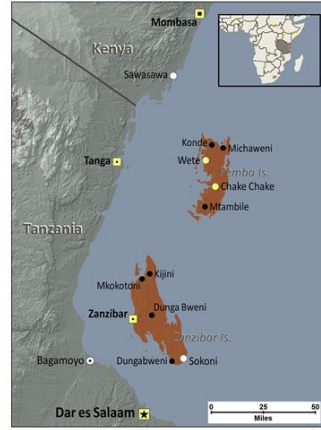 Mombasa
Kenya
Sawasawa
Konde
Michaweni
Wete
Pemba Is.
Tanga
Chake Chake
Mtambile
Tanzania
Kijini
Mkokotoni
Dunga Bweni
Zanzibar
Zanzibar Is.
Bagamoyo
Dungabweni
Sokoni
Dar es Salaam
0 25 50
Miles